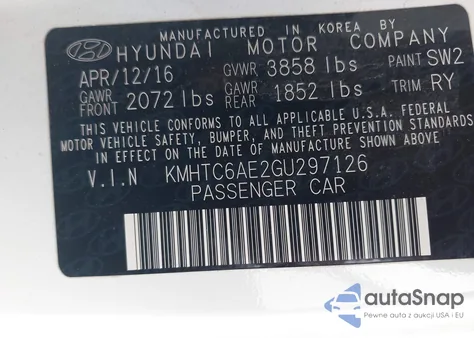 MANUFACTURED IN KOREA BY
HYUNDAI MOTOR COMPANY
APR/12/16 GVWR 3858 lbs PAINT SW2
GAWR FRONT 2072 lbs GAWR REAR 1852 lbs TRIM RY
THIS VEHICLE CONFORMS TO ALL APPLICABLE U.S.A. FEDERAL
MOTOR VEHICLE SAFETY, BUMPER, AND THEFT PREVENTION STANDARDS
IN EFFECT ON THE DATE OF MANUFACTURE SHOWN ABOVE.
V.I.N KMHTC6AE2GU297126
PASSENGER CAR
autoSnap
Pewne auta z aukcji USA i EU